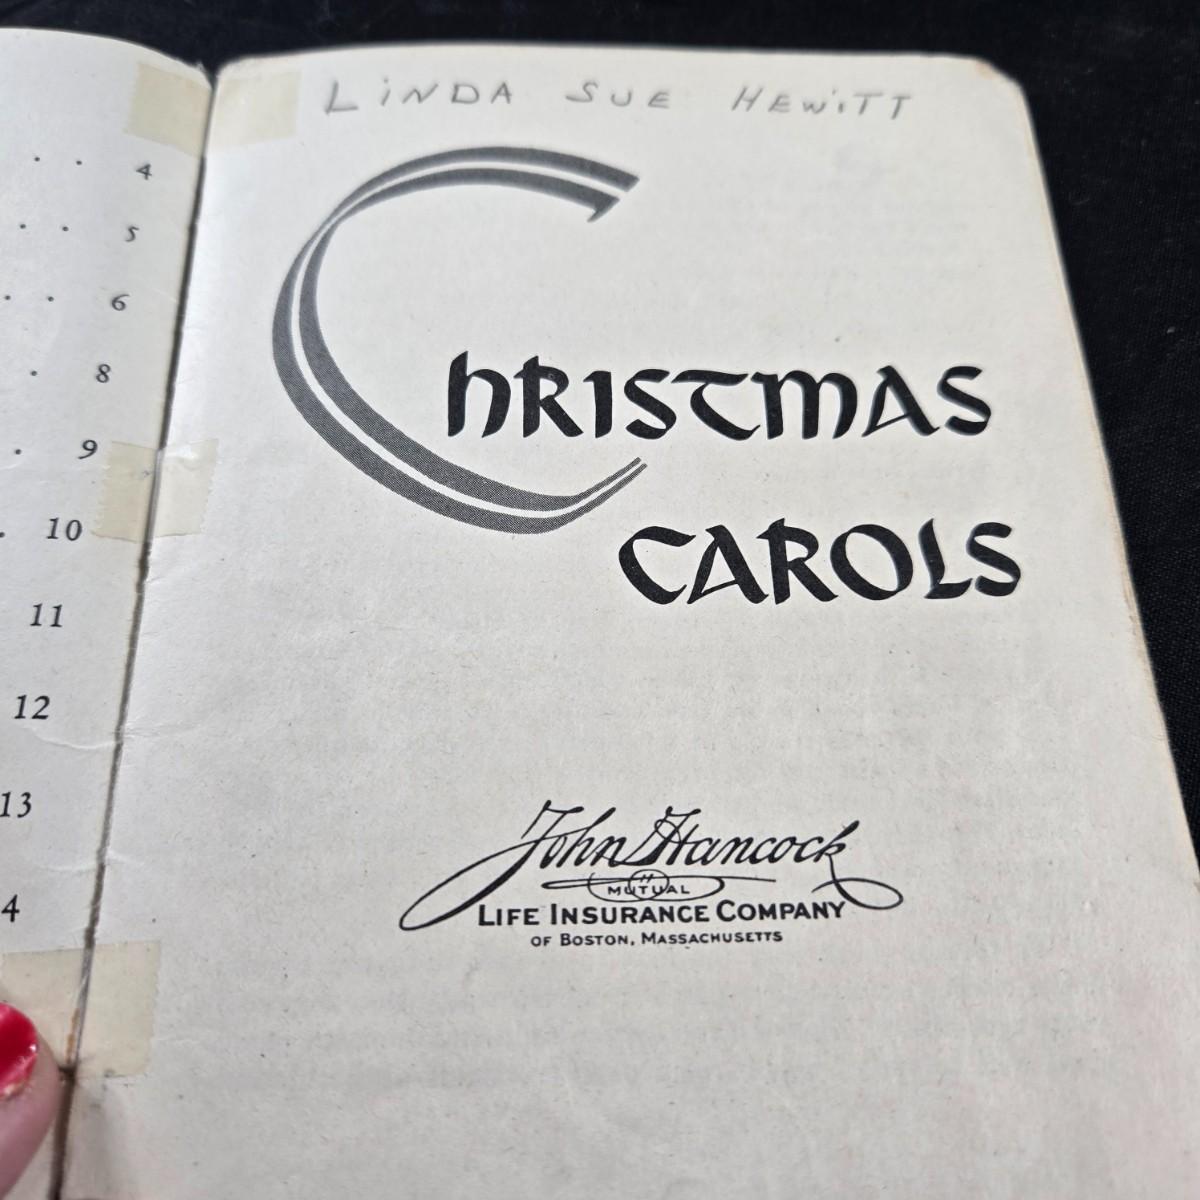 . . 4
. . 5
. . 6
. 8
. 9
. 10
11
12
13
4
LINDA SUE HEWITT
CHRISTMAS
CAROLS
John Hancock
MUTUAL
LIFE INSURANCE COMPANY
OF BOSTON, MASSACHUSETTS